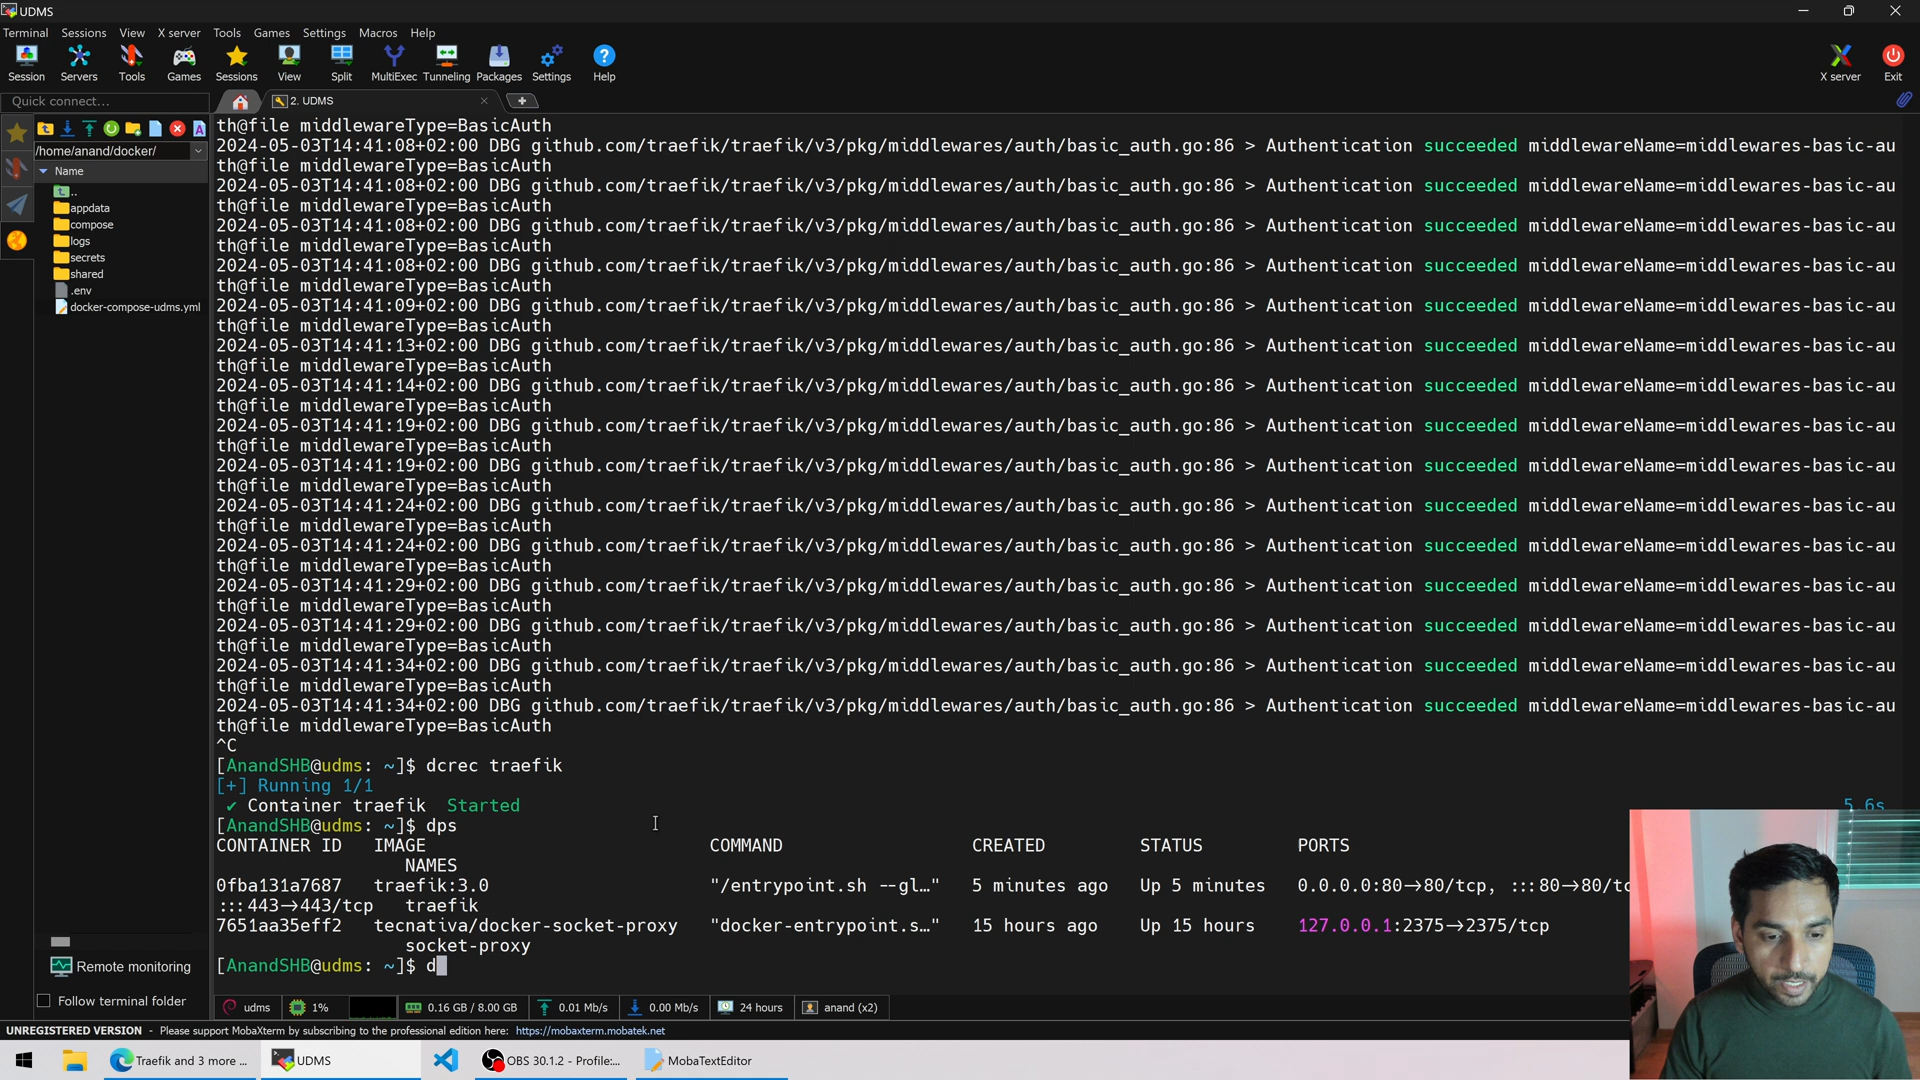 UDMS
Terminal Sessions View X server Tools Games Settings Macros Help
Session Servers Tools Games Sessions View Split MultiExec Tunneling Packages Settings Help X server Exit
Quick connect...
2. UDMS
/home/anand/docker/
Name
..
appdata
compose
logs
secrets
shared
.env
docker-compose-udms.yml
th@file middlewareType=BasicAuth
2024-05-03T14:41:08+02:00 DBG github.com/traefik/traefik/v3/pkg/middlewares/auth/basic_auth.go:86 > Authentication succeeded middlewareName=middlewares-basic-au
th@file middlewareType=BasicAuth
2024-05-03T14:41:08+02:00 DBG github.com/traefik/traefik/v3/pkg/middlewares/auth/basic_auth.go:86 > Authentication succeeded middlewareName=middlewares-basic-au
th@file middlewareType=BasicAuth
2024-05-03T14:41:08+02:00 DBG github.com/traefik/traefik/v3/pkg/middlewares/auth/basic_auth.go:86 > Authentication succeeded middlewareName=middlewares-basic-au
th@file middlewareType=BasicAuth
2024-05-03T14:41:08+02:00 DBG github.com/traefik/traefik/v3/pkg/middlewares/auth/basic_auth.go:86 > Authentication succeeded middlewareName=middlewares-basic-au
th@file middlewareType=BasicAuth
2024-05-03T14:41:09+02:00 DBG github.com/traefik/traefik/v3/pkg/middlewares/auth/basic_auth.go:86 > Authentication succeeded middlewareName=middlewares-basic-au
th@file middlewareType=BasicAuth
2024-05-03T14:41:13+02:00 DBG github.com/traefik/traefik/v3/pkg/middlewares/auth/basic_auth.go:86 > Authentication succeeded middlewareName=middlewares-basic-au
th@file middlewareType=BasicAuth
2024-05-03T14:41:14+02:00 DBG github.com/traefik/traefik/v3/pkg/middlewares/auth/basic_auth.go:86 > Authentication succeeded middlewareName=middlewares-basic-au
th@file middlewareType=BasicAuth
2024-05-03T14:41:19+02:00 DBG github.com/traefik/traefik/v3/pkg/middlewares/auth/basic_auth.go:86 > Authentication succeeded middlewareName=middlewares-basic-au
th@file middlewareType=BasicAuth
2024-05-03T14:41:19+02:00 DBG github.com/traefik/traefik/v3/pkg/middlewares/auth/basic_auth.go:86 > Authentication succeeded middlewareName=middlewares-basic-au
th@file middlewareType=BasicAuth
2024-05-03T14:41:24+02:00 DBG github.com/traefik/traefik/v3/pkg/middlewares/auth/basic_auth.go:86 > Authentication succeeded middlewareName=middlewares-basic-au
th@file middlewareType=BasicAuth
2024-05-03T14:41:24+02:00 DBG github.com/traefik/traefik/v3/pkg/middlewares/auth/basic_auth.go:86 > Authentication succeeded middlewareName=middlewares-basic-au
th@file middlewareType=BasicAuth
2024-05-03T14:41:29+02:00 DBG github.com/traefik/traefik/v3/pkg/middlewares/auth/basic_auth.go:86 > Authentication succeeded middlewareName=middlewares-basic-au
th@file middlewareType=BasicAuth
2024-05-03T14:41:29+02:00 DBG github.com/traefik/traefik/v3/pkg/middlewares/auth/basic_auth.go:86 > Authentication succeeded middlewareName=middlewares-basic-au
th@file middlewareType=BasicAuth
2024-05-03T14:41:34+02:00 DBG github.com/traefik/traefik/v3/pkg/middlewares/auth/basic_auth.go:86 > Authentication succeeded middlewareName=middlewares-basic-au
th@file middlewareType=BasicAuth
2024-05-03T14:41:34+02:00 DBG github.com/traefik/traefik/v3/pkg/middlewares/auth/basic_auth.go:86 > Authentication succeeded middlewareName=middlewares-basic-au
th@file middlewareType=BasicAuth
^C
[AnandSHB@udms: ~]$ dcrec traefik
[+] Running 1/1
✔ Container traefik Started 5.6s
[AnandSHB@udms: ~]$ dps
CONTAINER ID IMAGE COMMAND CREATED STATUS PORTS
NAMES
0fba131a7687 traefik:3.0 "/entrypoint.sh --gl…" 5 minutes ago Up 5 minutes 0.0.0.0:80->80/tcp, :::80->80/tc
:::443->443/tcp traefik
7651aa35eff2 tecnativa/docker-socket-proxy "docker-entrypoint.s…" 15 hours ago Up 15 hours 127.0.0.1:2375->2375/tcp
socket-proxy
[AnandSHB@udms: ~]$ d
Remote monitoring
Follow terminal folder
udms 1% 0.16 GB / 8.00 GB 0.01 Mb/s 0.00 Mb/s 24 hours anand (x2)
UNREGISTERED VERSION - Please support MobaXterm by subscribing to the professional edition here: https://mobaxterm.mobatek.net
Traefik and 3 more ... UDMS OBS 30.1.2 - Profile:... MobaTextEditor